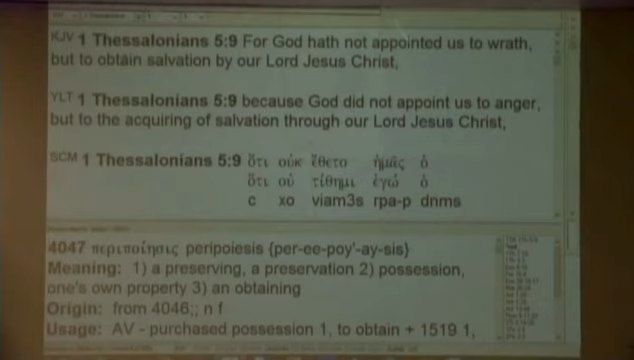 KJV 1 Thessalonians 5:9 For God hath not appointed us to wrath,
but to obtain salvation by our Lord Jesus Christ,
YLT 1 Thessalonians 5:9 because God did not appoint us to anger,
but to the acquiring of salvation through our Lord Jesus Christ,
SCM 1 Thessalonians 5:9 ὅτι οὐκ ἔθετο ἡμᾶς ὁ
ὅτι οὐ τίθημι ἐγώ ὁ
c xo viam3s rpa-p dnms
4047 περιποίησις peripoiesis {per-ee-poy'-ay-sis}
Meaning: 1) a preserving, a preservation 2) possession,
one's own property 3) an obtaining
Origin: from 4046;; n f
Usage: AV - purchased possession 1, to obtain + 1519 1,